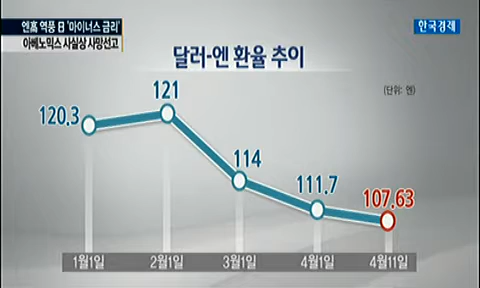 엔高 역풍 日 '마이너스 금리'
아베노믹스 사실상 사망선고
한국경제
달러-엔 환율 추이
(단위: 엔)
120.3
121
114
111.7
107.63
1월1일
2월1일
3월1일
4월1일
4월11일